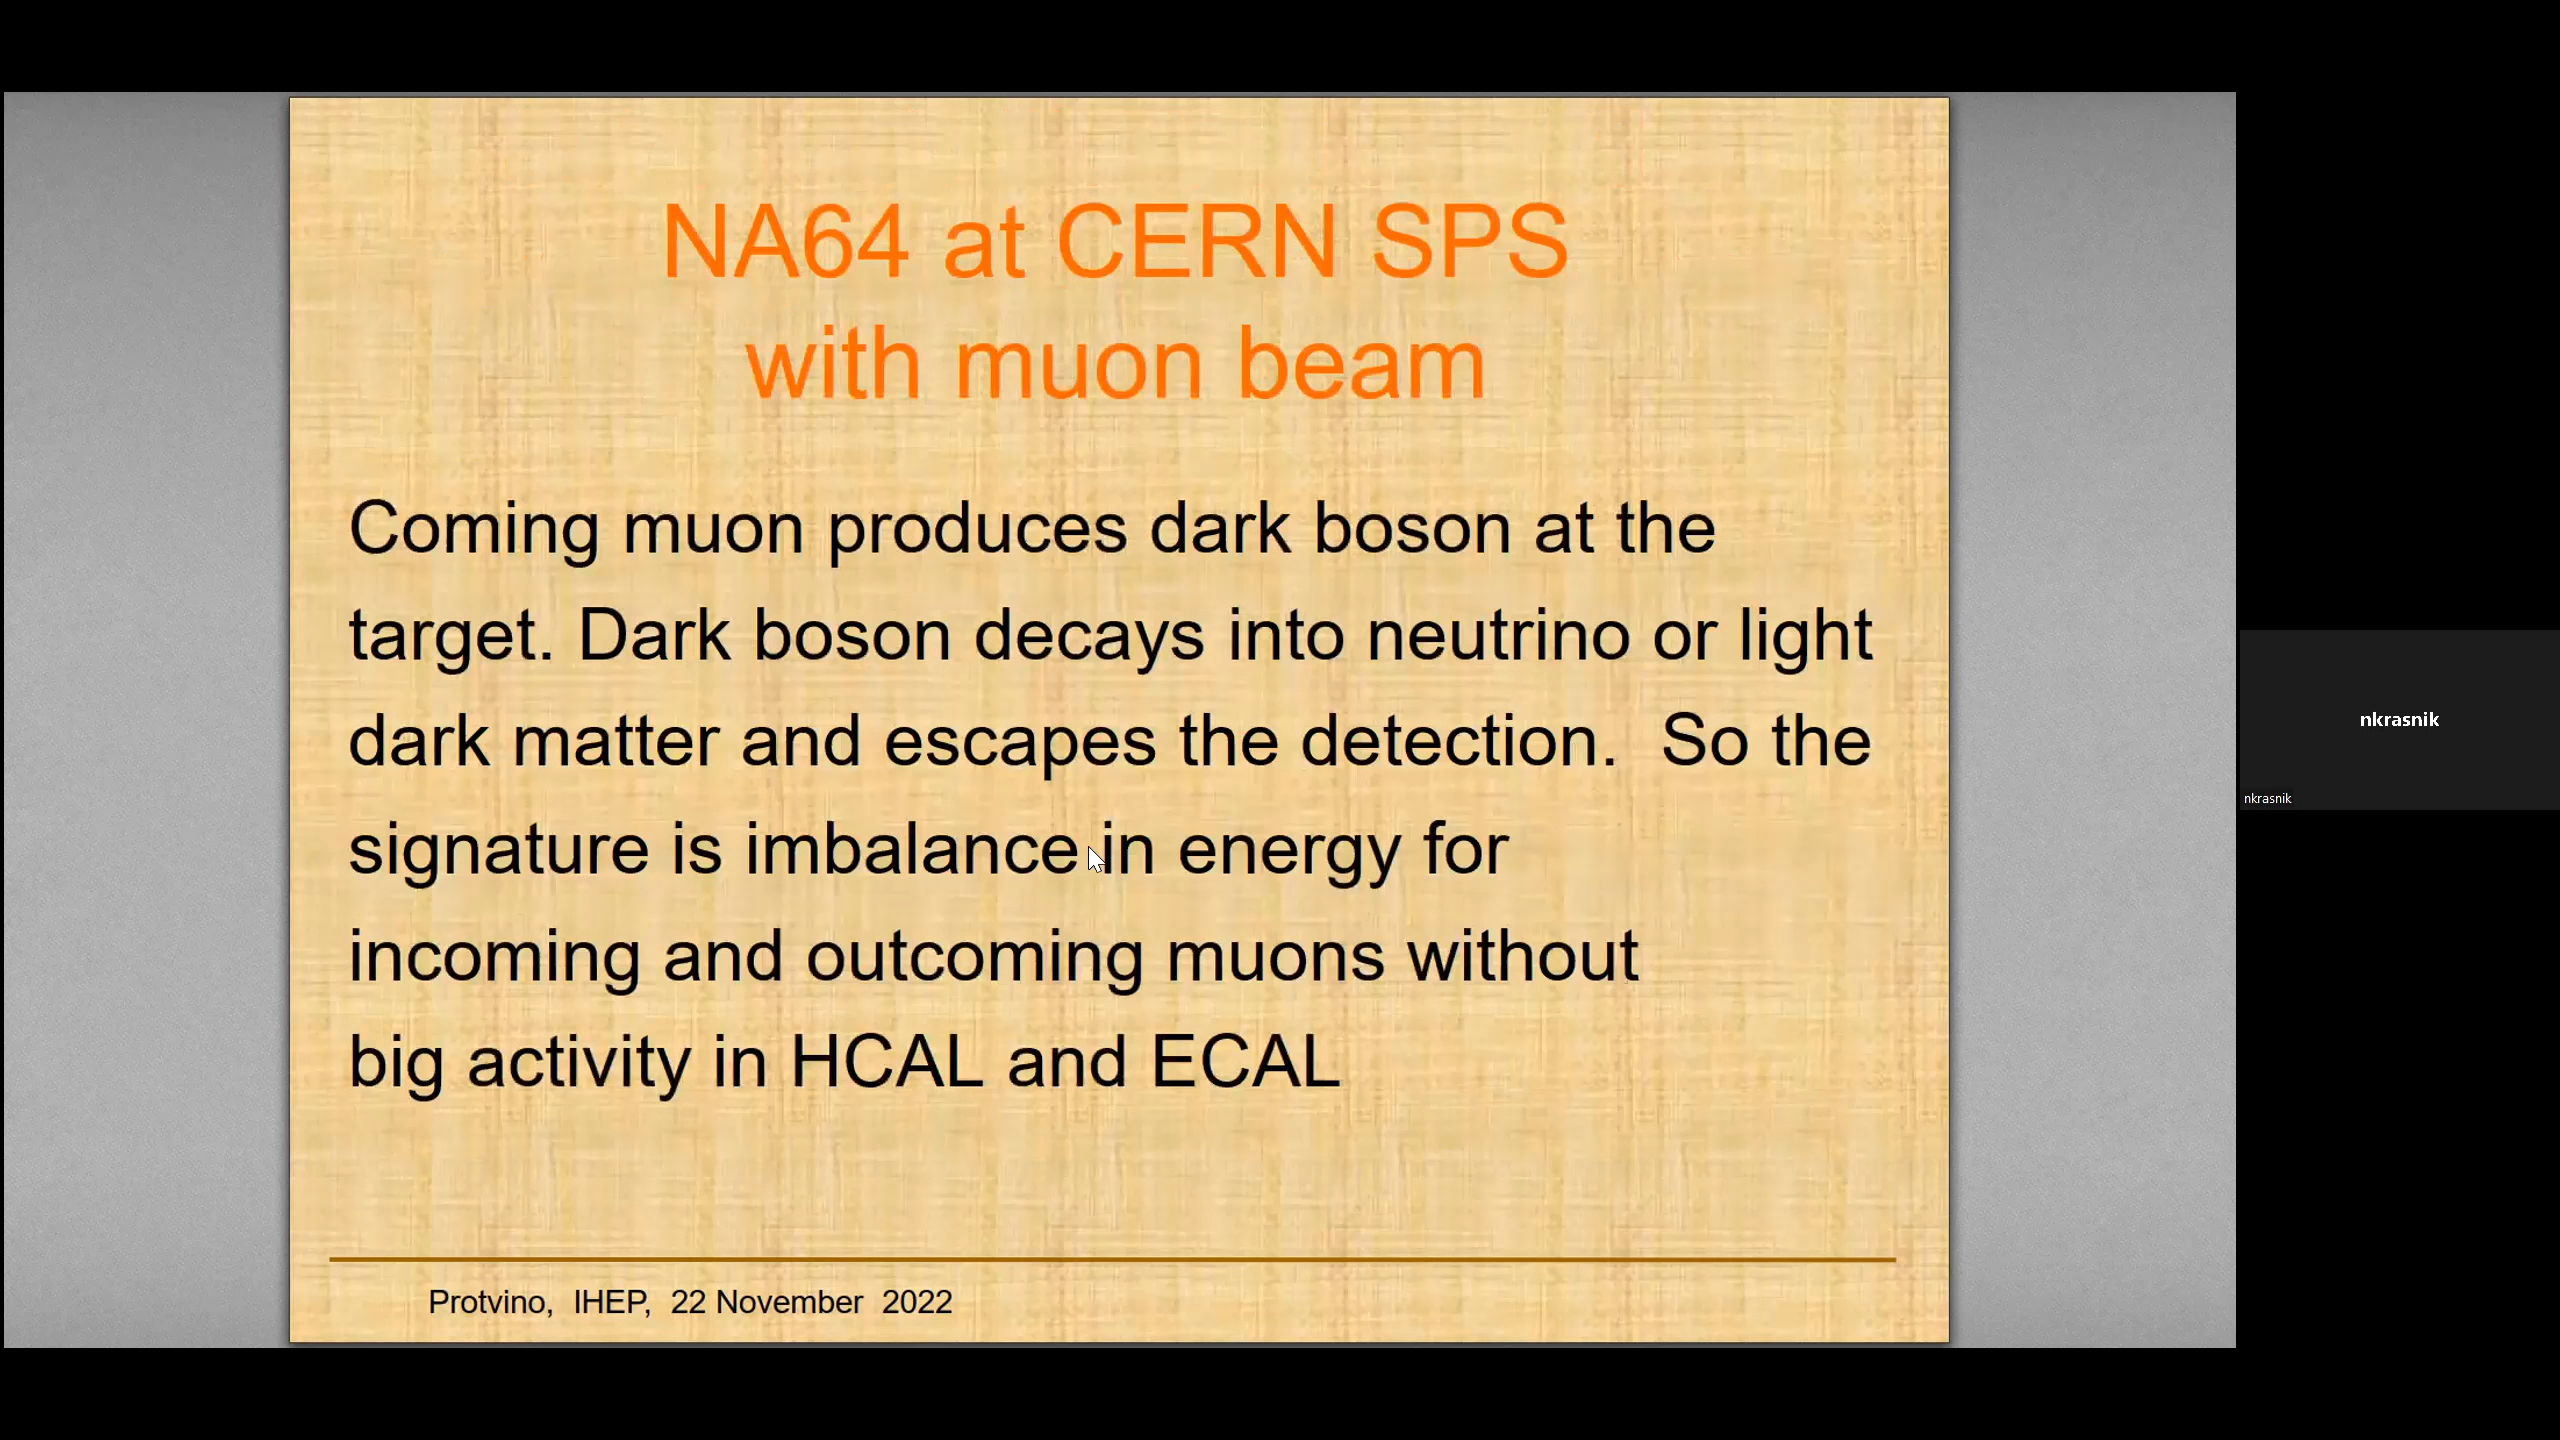 NA64 at CERN SPS
with muon beam
Coming muon produces dark boson at the
target. Dark boson decays into neutrino or light
dark matter and escapes the detection. So the
signature is imbalance in energy for
incoming and outcoming muons without
big activity in HCAL and ECAL
Protvino, IHEP, 22 November 2022
nkrasnik
nkrasnik